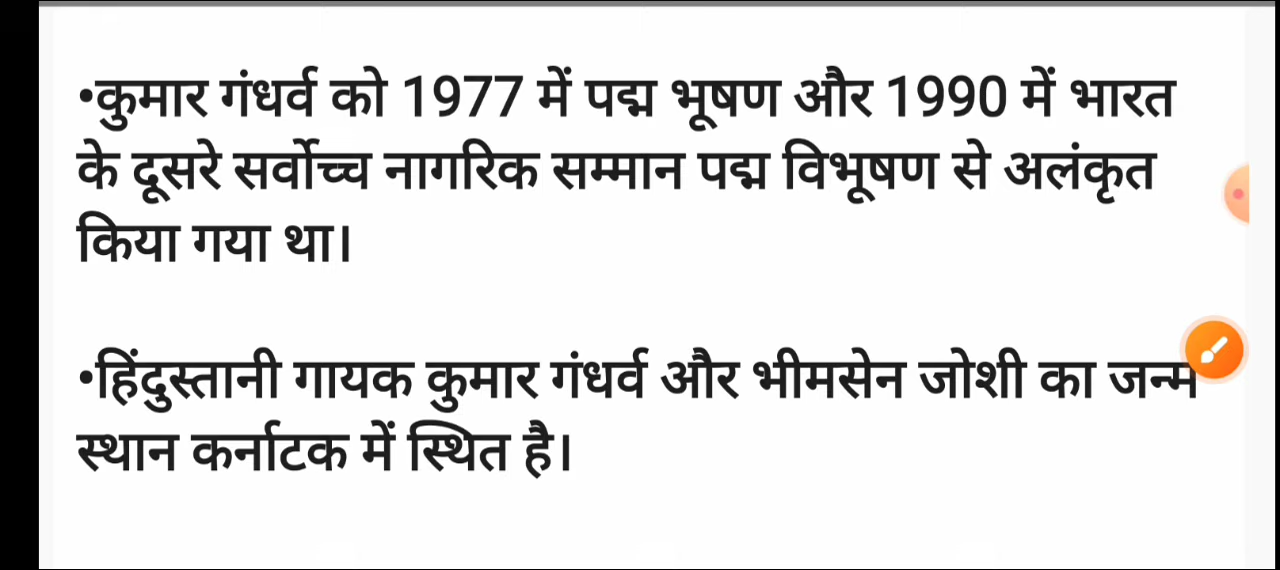 •कुमार गंधर्व को 1977 में पद्म भूषण और 1990 में भारत
के दूसरे सर्वोच्च नागरिक सम्मान पद्म विभूषण से अलंकृत
किया गया था।
•हिंदुस्तानी गायक कुमार गंधर्व और भीमसेन जोशी का जन्म
स्थान कर्नाटक में स्थित है।